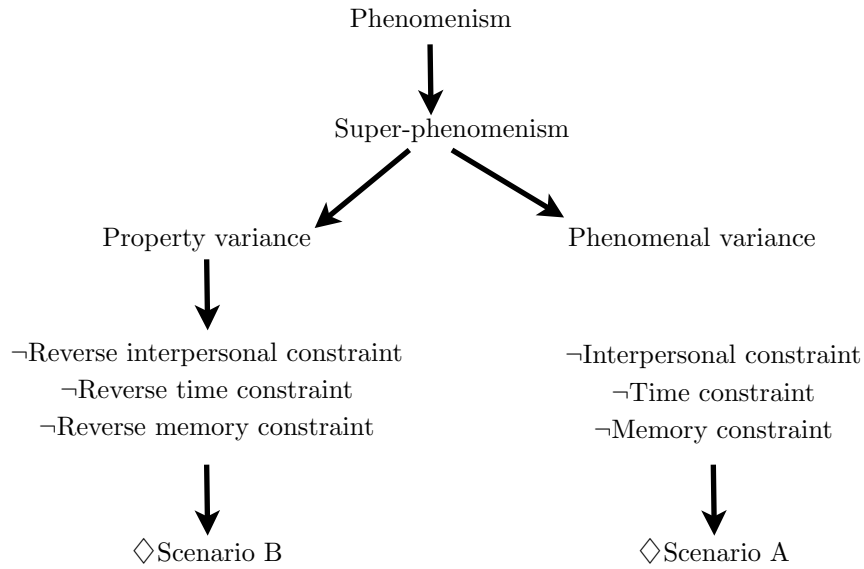 Phenomenism
Super-phenomenism
Property variance
Phenomenal variance
¬Reverse interpersonal constraint
¬Reverse time constraint
¬Reverse memory constraint
¬Interpersonal constraint
¬Time constraint
¬Memory constraint
◇Scenario B
◇Scenario A